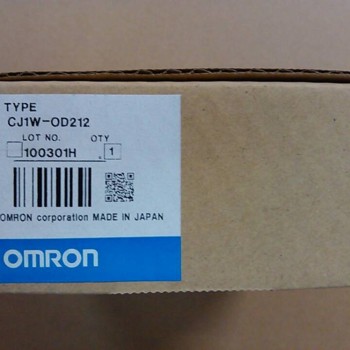 TYPE
CJ1W-OD212
LOT NO. QTY
100301H 1
OMRON corporation MADE IN JAPAN
OMRON